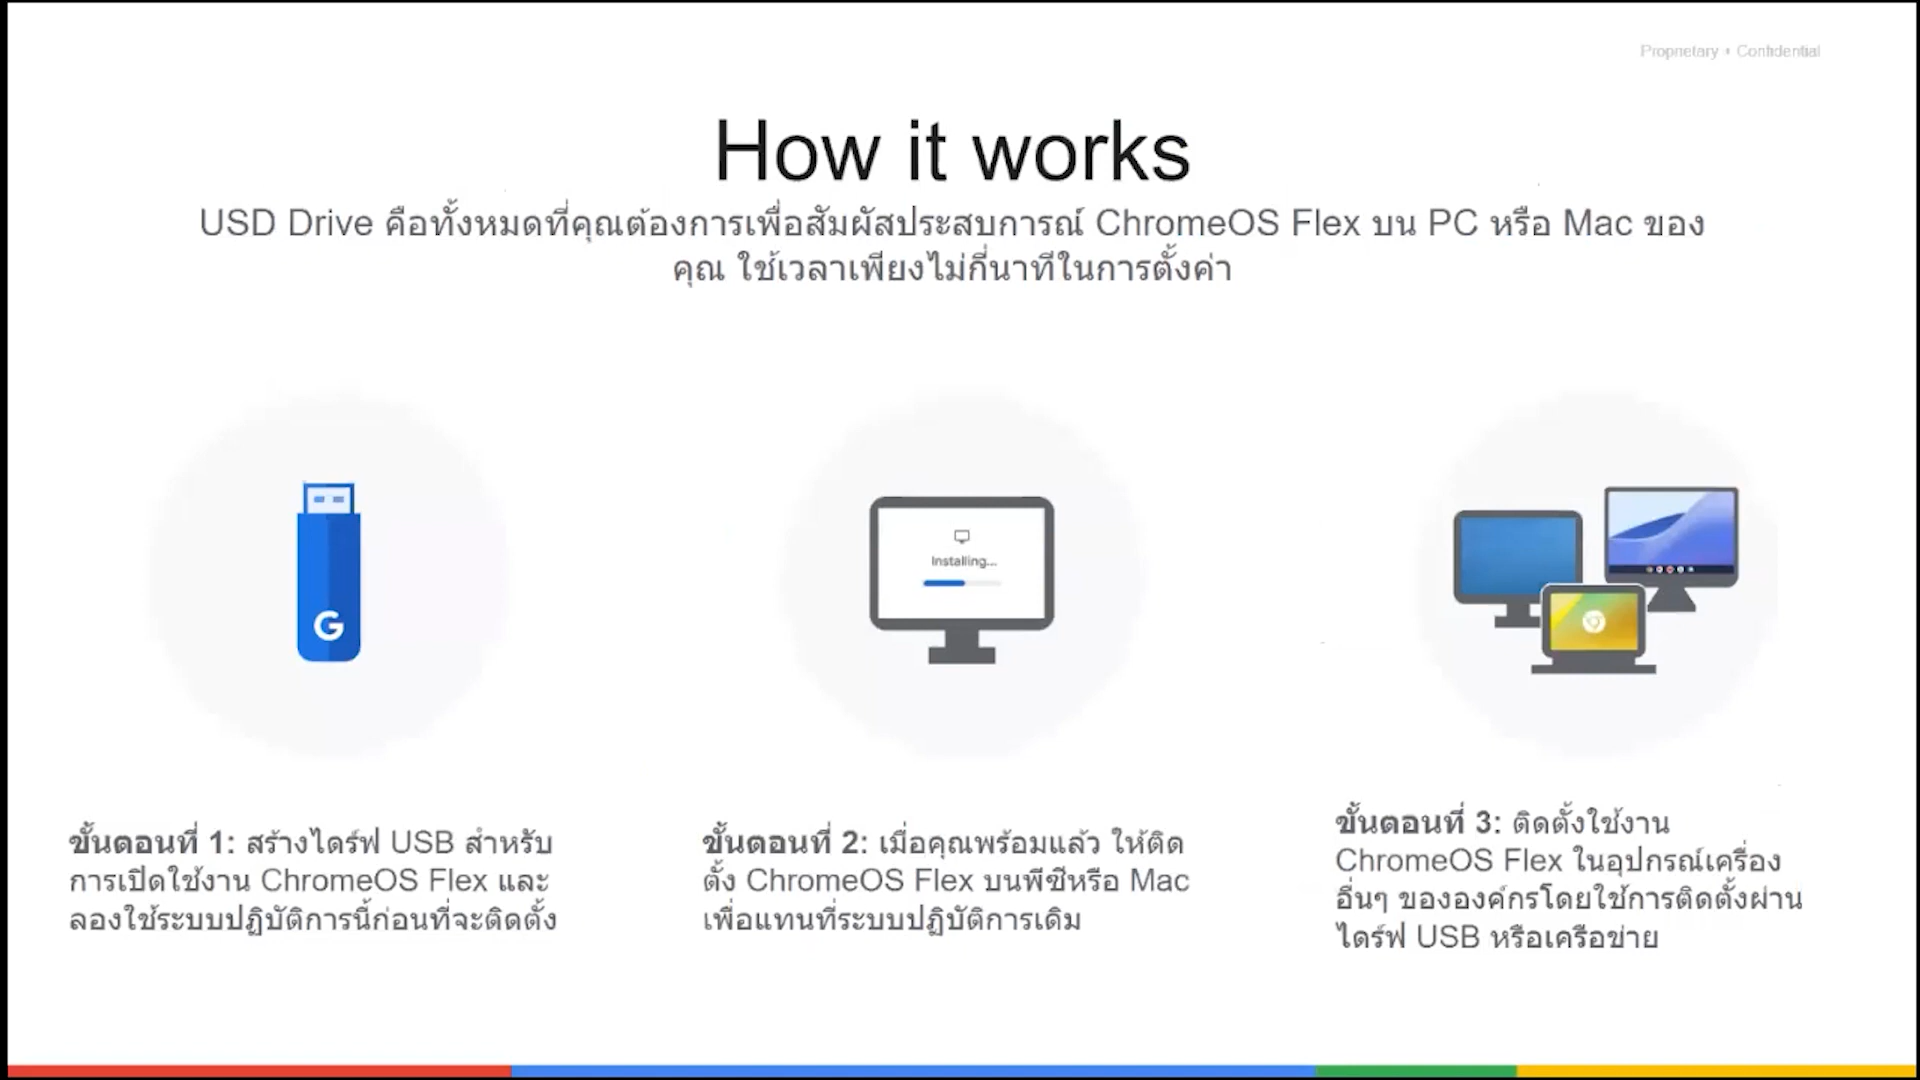 Proprietary • Confidential
How it works
USD Drive คือทั้งหมดที่คุณต้องการเพื่อสัมผัสประสบการณ์ ChromeOS Flex บน PC หรือ Mac ของ
คุณ ใช้เวลาเพียงไม่กี่นาทีในการตั้งค่า
G
Installing...
ขั้นตอนที่ 1: สร้างไดร์ฟ USB สำหรับ
การเปิดใช้งาน ChromeOS Flex และ
ลองใช้ระบบปฏิบัติการนี้ก่อนที่จะติดตั้ง
ขั้นตอนที่ 2: เมื่อคุณพร้อมแล้ว ให้ติด
ตั้ง ChromeOS Flex บนพีซีหรือ Mac
เพื่อแทนที่ระบบปฏิบัติการเดิม
ขั้นตอนที่ 3: ติดตั้งใช้งาน
ChromeOS Flex ในอุปกรณ์เครื่อง
อื่นๆ ขององค์กรโดยใช้การติดตั้งผ่าน
ไดร์ฟ USB หรือเครือข่าย